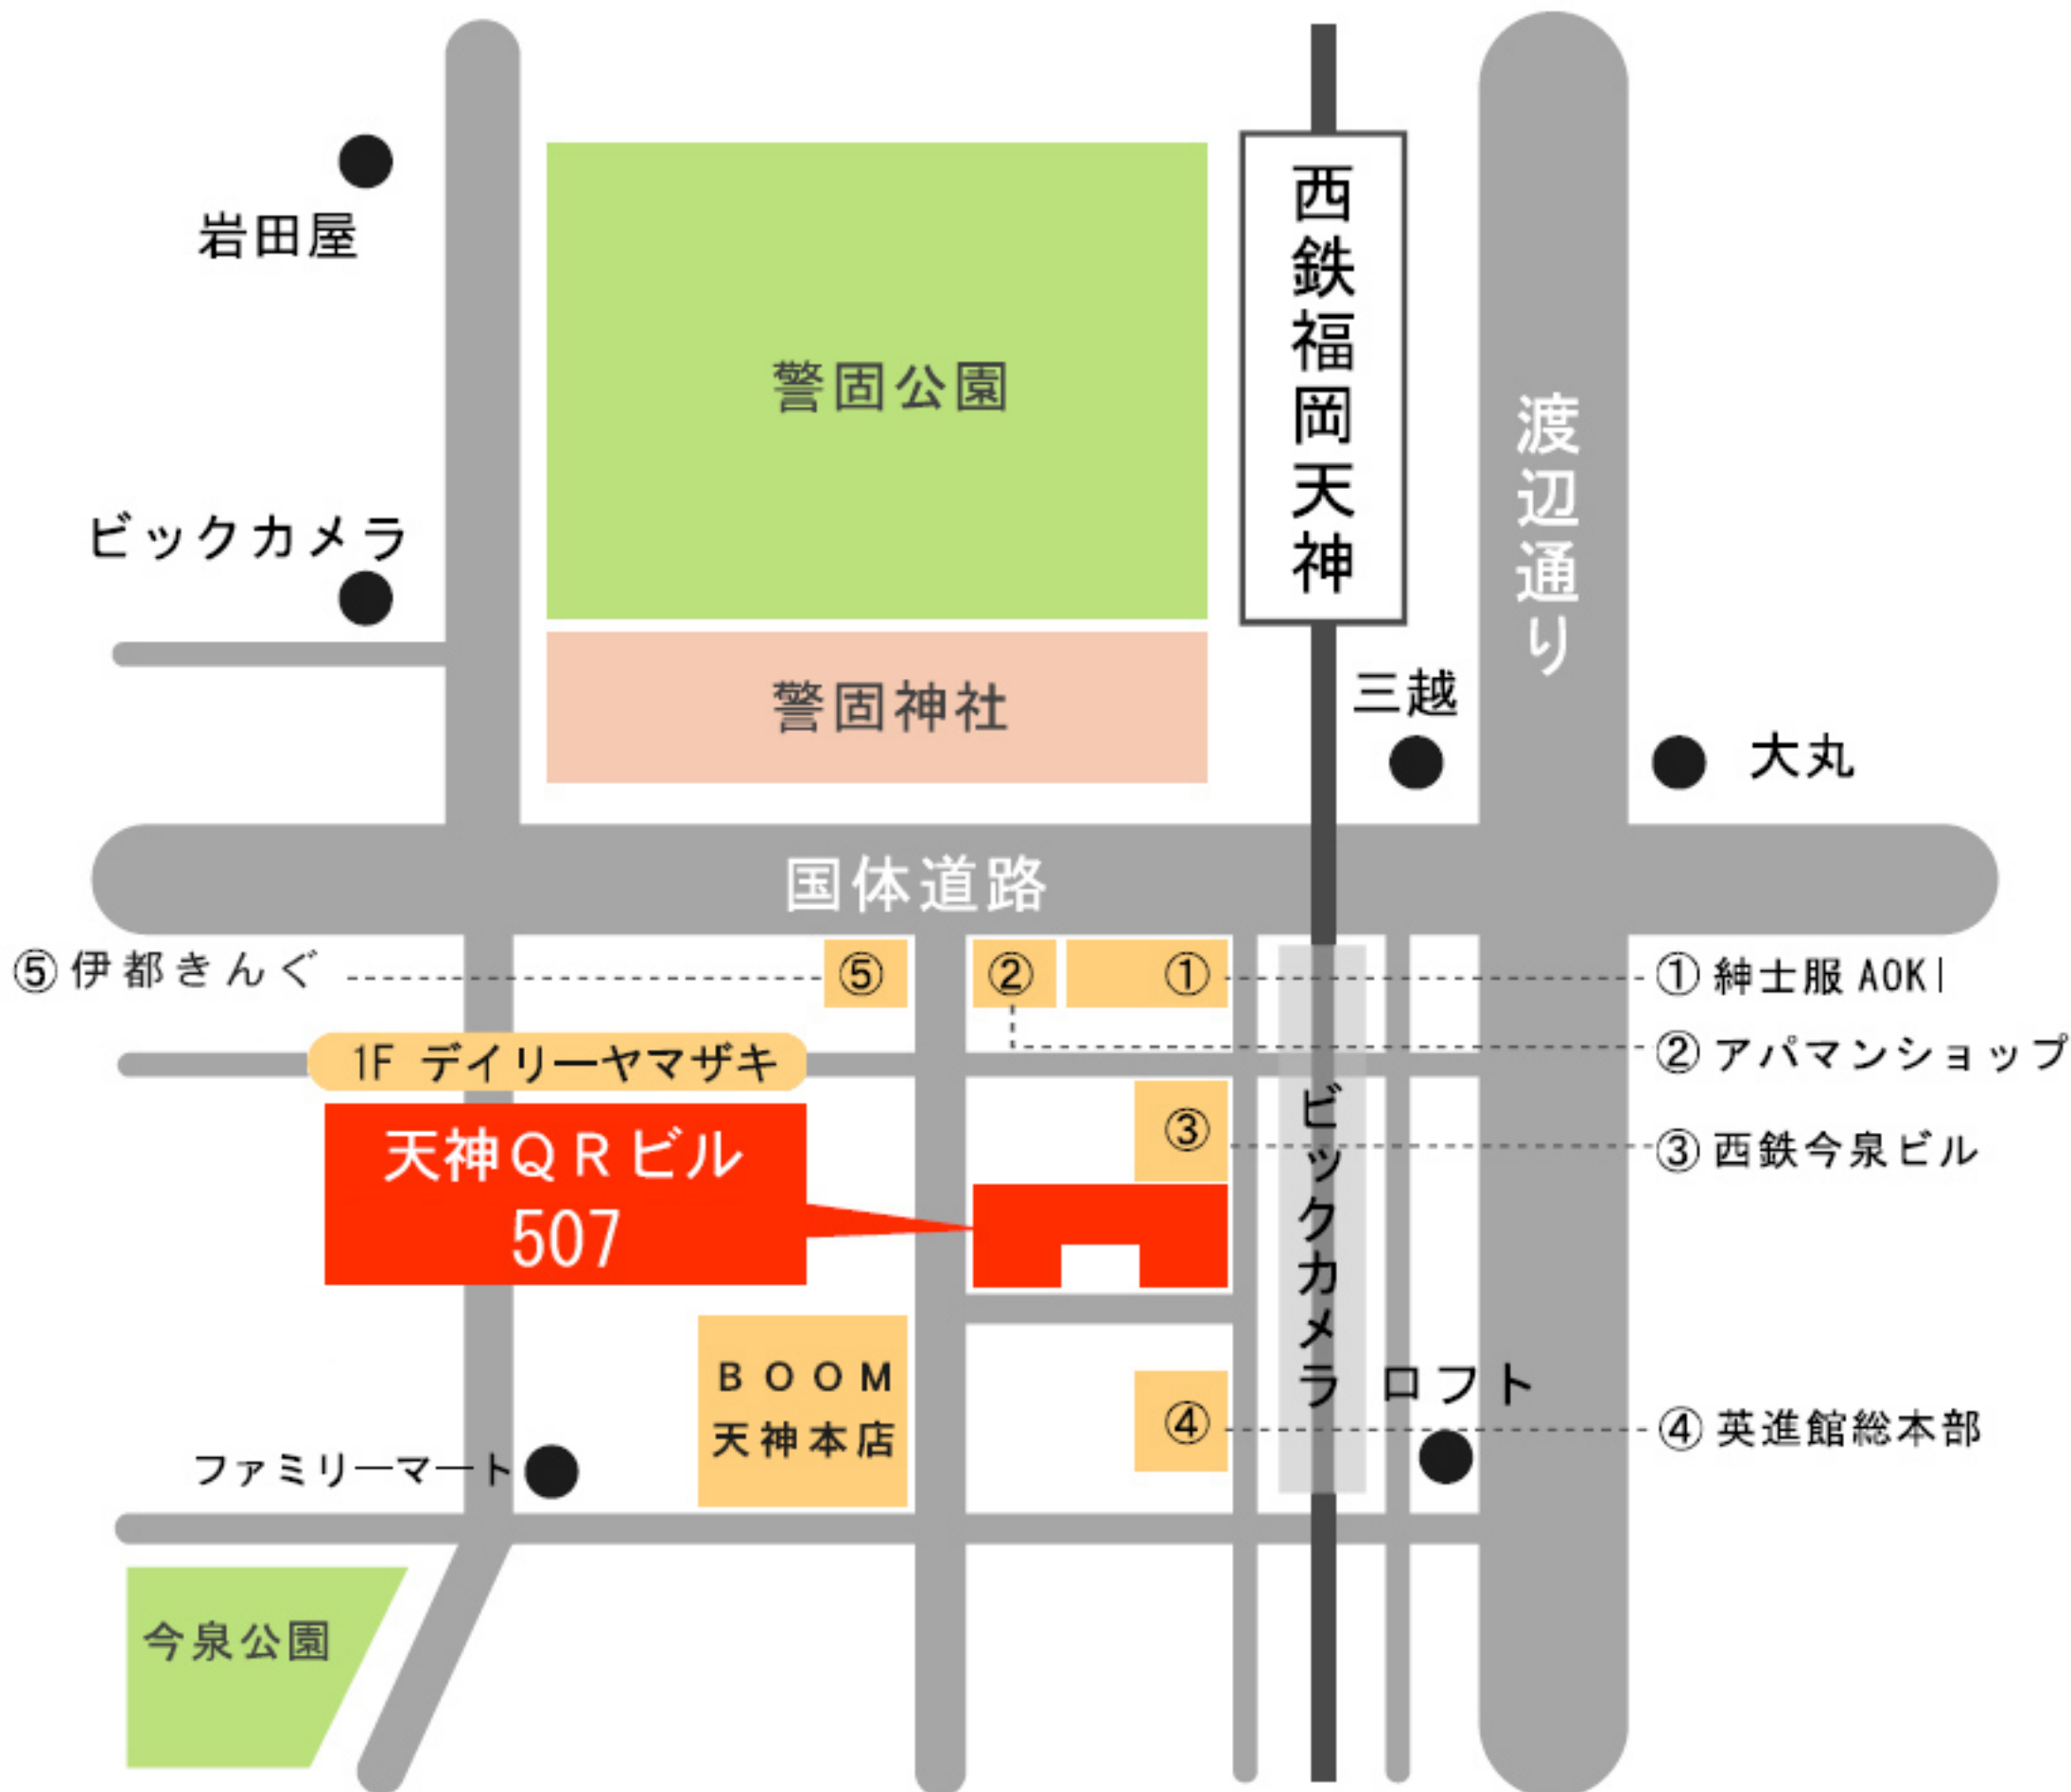 岩田屋
警固公園
西鉄福岡天神
渡辺通り
ビックカメラ
警固神社
三越
大丸
国体道路
⑤伊都きんぐ
⑤
②
①
①紳士服 AOKI
1F デイリーヤマザキ
②アパマンショップ
天神QRビル
507
③
ビックカメラ
③西鉄今泉ビル
BOOM
天神本店
④
ロフト
④英進館総本部
ファミリーマート
今泉公園